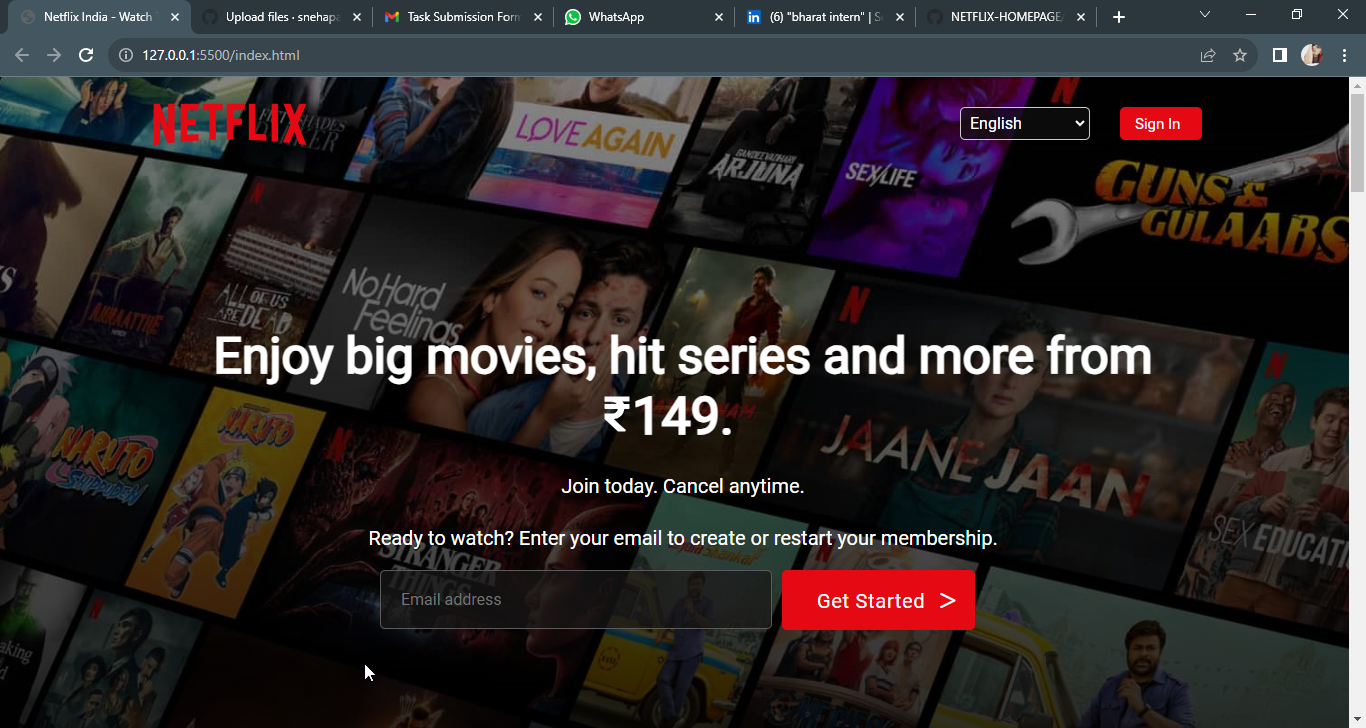 Netflix India - Watch
Upload files · snehapa
Task Submission Form
WhatsApp
(6) "bharat intern" | S
NETFLIX-HOMEPAGE/
127.0.0.1:5500/index.html
NETFLIX
English
Sign In
LOVE AGAIN
GANDEEVADHARI
ARJUNA
SEX/LIFE
GUNS &
GULAABS
ALL OF US
ARE DEAD
No Hard
Feelings
ANNAATTHE
Enjoy big movies, hit series and more from
₹149.
NARUTO
SHIPPUDEN
NARUTO
JAANE JAAN
SEX EDUCATI
Join today. Cancel anytime.
Ready to watch? Enter your email to create or restart your membership.
STRANGER
THINGS
Email address
Get Started >